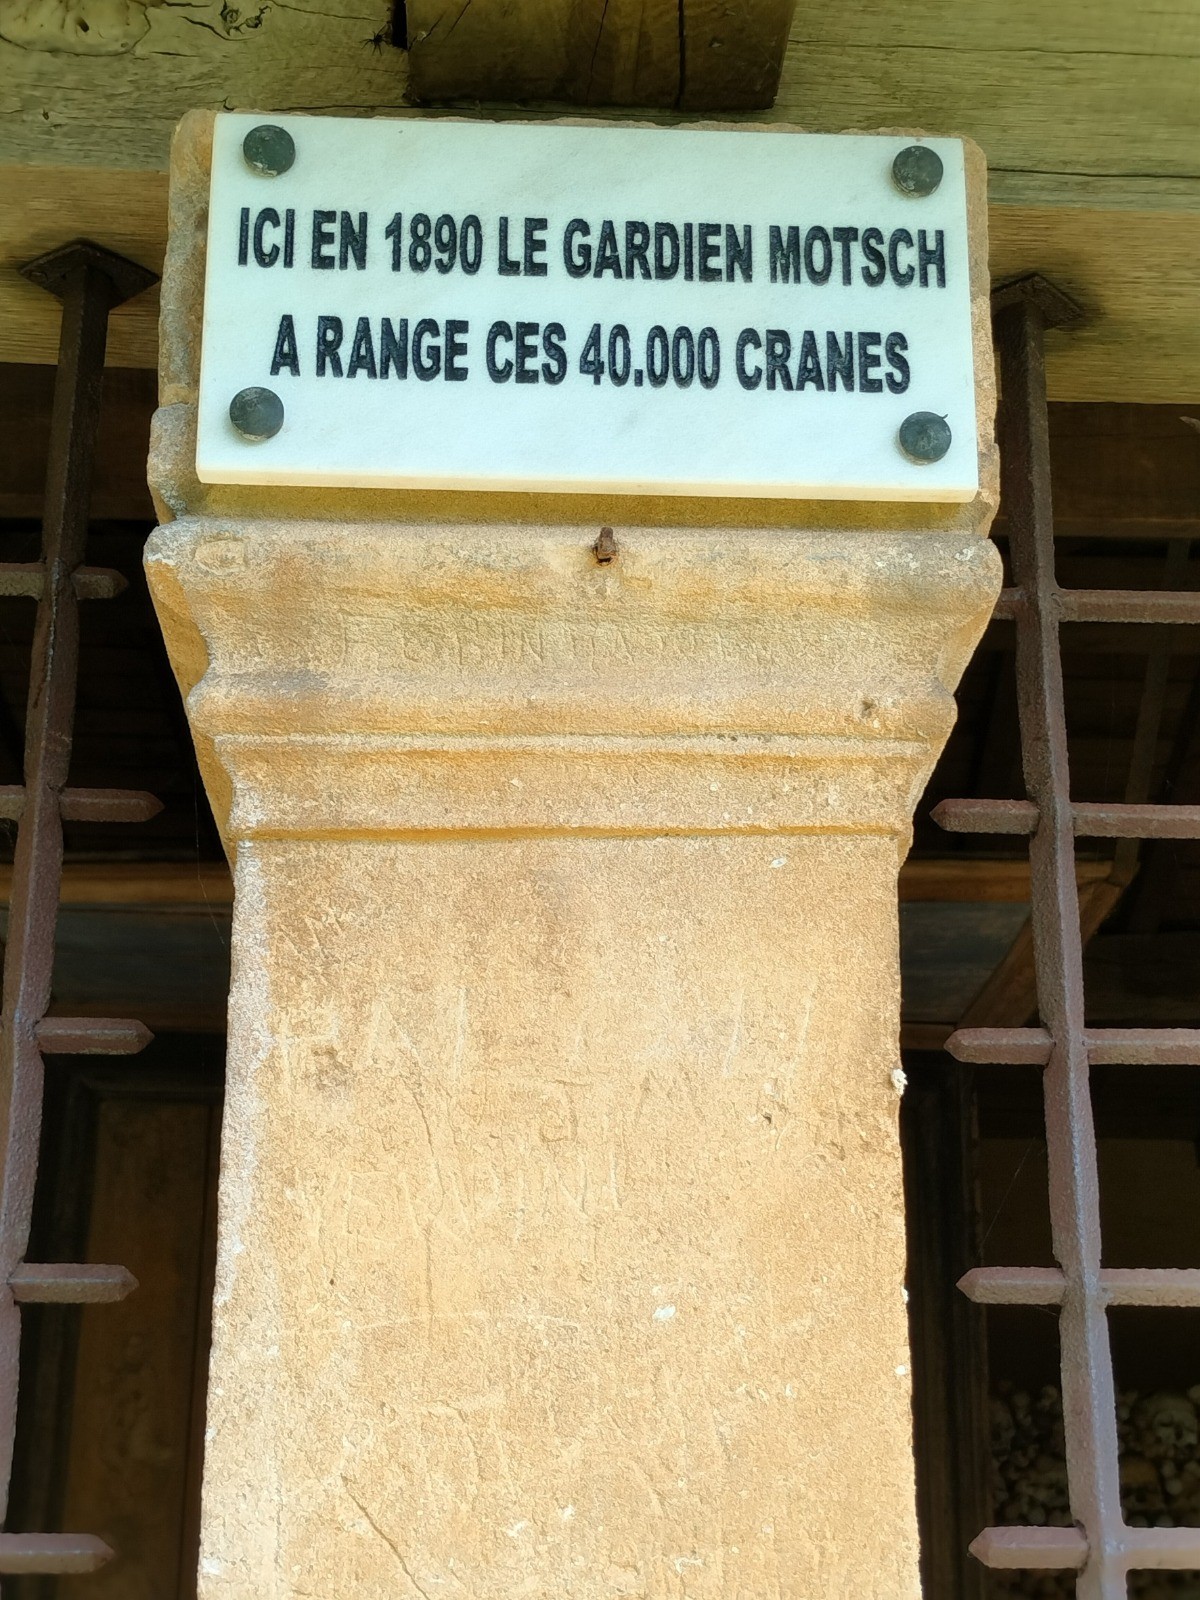 ICI EN 1890 LE GARDIEN MOTSCH
A RANGE CES 40.000 CRANES